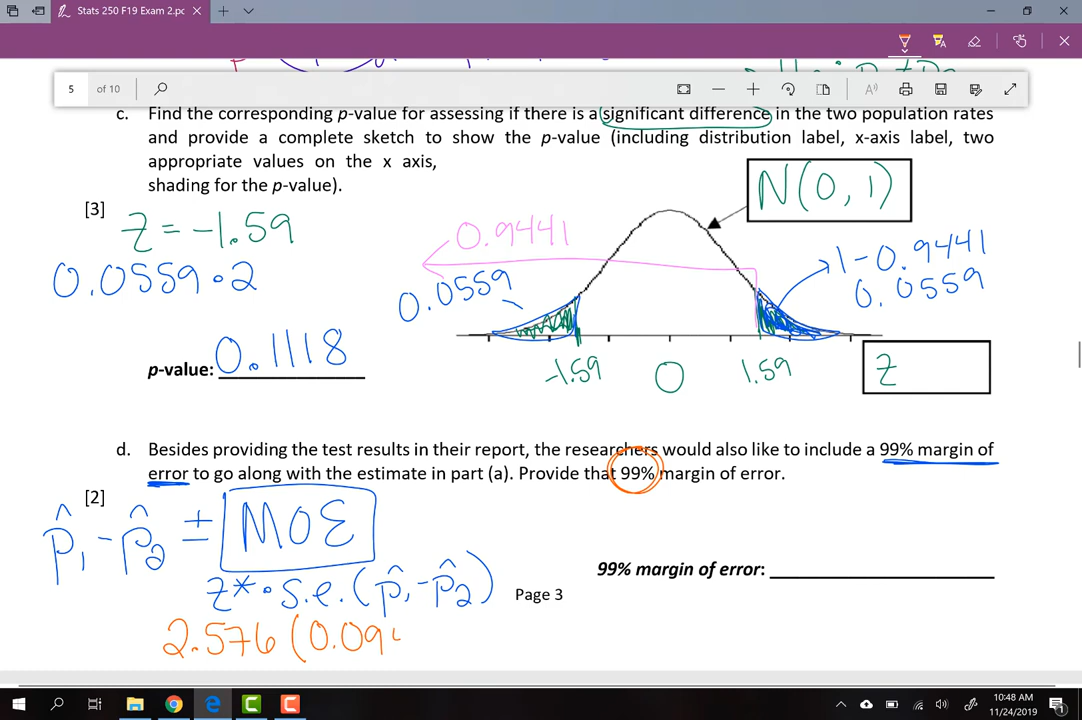 Stats 250 F19 Exam 2.pc
5 of 10
c. Find the corresponding p-value for assessing if there is a significant difference in the two population rates
and provide a complete sketch to show the p-value (including distribution label, x-axis label, two
appropriate values on the x axis,
shading for the p-value).
[3]
z = -1.59
0.0559 · 2
p-value: 0.1118
N(0, 1)
0.9441
0.0559
1-0.9441
0.0559
-1.59 0 1.59
Z
d. Besides providing the test results in their report, the researchers would also like to include a 99% margin of
error to go along with the estimate in part (a). Provide that 99% margin of error.
[2]
p̂₁ - p̂₂ ± MOE
z* · s.e. (p̂₁ - p̂₂)
99% margin of error:
Page 3
2.576 (0.09
10:48 AM
11/24/2019